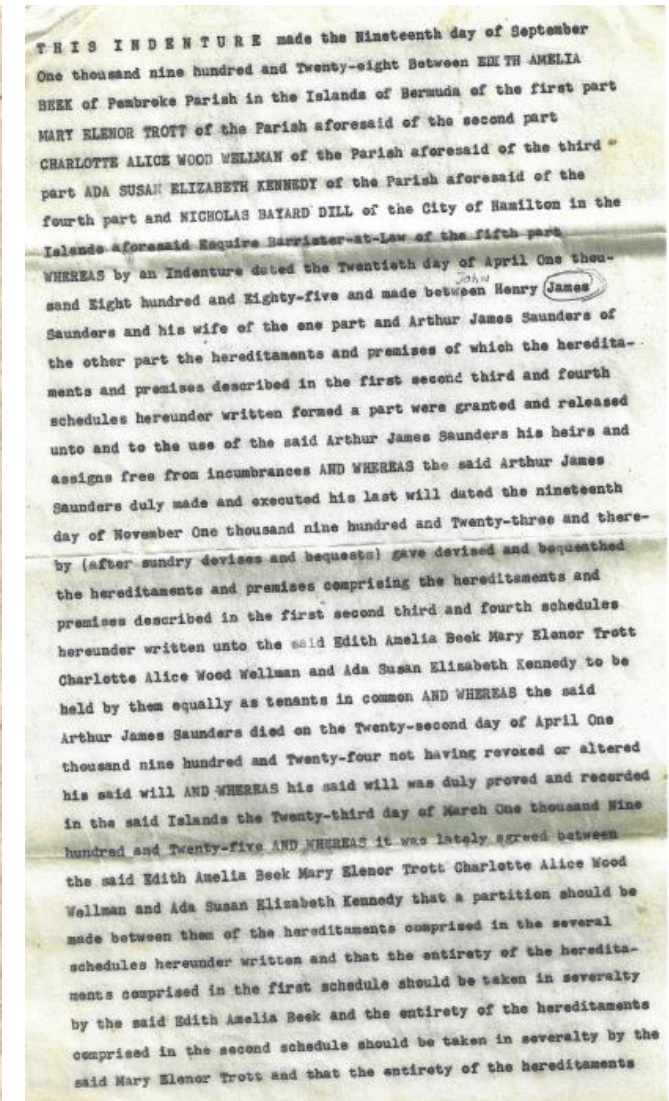 T H I S  I N D E N T U R E made the Nineteenth day of September
One thousand nine hundred and Twenty-eight Between EDITH AMELIA
BEEK of Pembroke Parish in the Islands of Bermuda of the first part
MARY ELENOR TROTT of the Parish aforesaid of the second part
CHARLOTTE ALICE WOOD WELLMAN of the Parish aforesaid of the third
part ADA SUSAN ELIZABETH KENNEDY of the Parish aforesaid of the
fourth part and NICHOLAS BAYARD DILL of the City of Hamilton in the
Islands aforesaid Esquire Barrister-at-Law of the fifth part
WHEREAS by an Indenture dated the Twentieth day of April One thou-
John
sand Eight hundred and Eighty-five and made between Henry James
Saunders and his wife of the one part and Arthur James Saunders of
the other part the hereditaments and premises of which the heredita-
ments and premises described in the first second third and fourth
schedules hereunder written formed a part were granted and released
unto and to the use of the said Arthur James Saunders his heirs and
assigns free from incumbrances AND WHEREAS the said Arthur James
Saunders duly made and executed his last will dated the nineteenth
day of November One thousand nine hundred and Twenty-three and there-
by (after sundry devises and bequests) gave devised and bequeathed
the hereditaments and premises comprising the hereditaments and
premises described in the first second third and fourth schedules
hereunder written unto the said Edith Amelia Beek Mary Elenor Trott
Charlotte Alice Wood Wellman and Ada Susan Elizabeth Kennedy to be
held by them equally as tenants in common AND WHEREAS the said
Arthur James Saunders died on the Twenty-second day of April One
thousand nine hundred and Twenty-four not having revoked or altered
his said will AND WHEREAS his said will was duly proved and recorded
in the said Islands the Twenty-third day of March One thousand Nine
hundred and Twenty-five AND WHEREAS it was lately agreed between
the said Edith Amelia Beek Mary Elenor Trott Charlotte Alice Wood
Wellman and Ada Susan Elizabeth Kennedy that a partition should be
made between them of the hereditaments comprised in the several
schedules hereunder written and that the entirety of the heredita-
ments comprised in the first schedule should be taken in severalty
by the said Edith Amelia Beek and the entirety of the hereditaments
comprised in the second schedule should be taken in severalty by the
said Mary Elenor Trott and that the entirety of the hereditaments